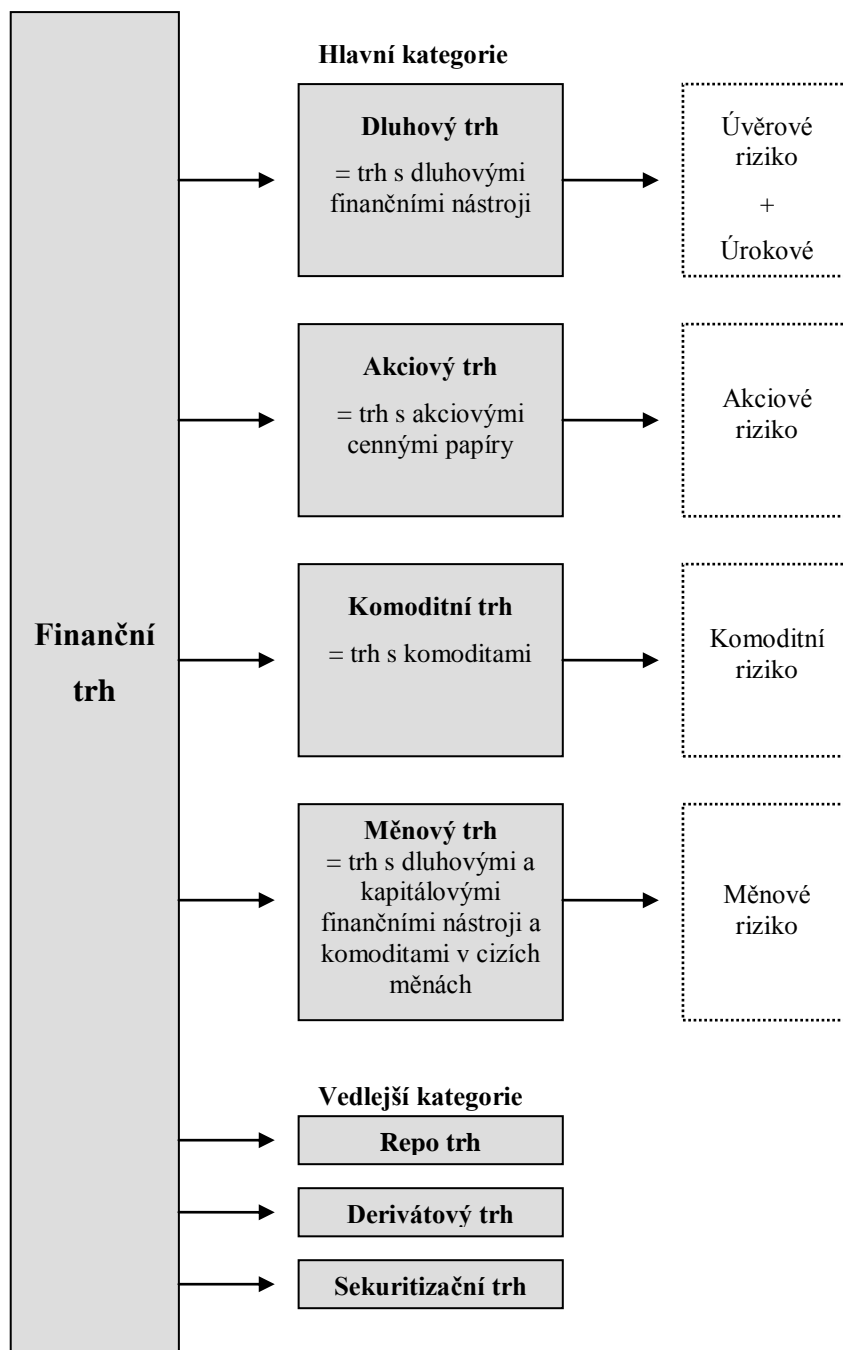 Finanční
trh
Hlavní kategorie
Dluhový trh
= trh s dluhovými
finančními nástroji
Úvěrové
riziko
+
Úrokové
Akciový trh
= trh s akciovými
cennými papíry
Akciové
riziko
Komoditní trh
= trh s komoditami
Komoditní
riziko
Měnový trh
= trh s dluhovými a
kapitálovými
finančními nástroji a
komoditami v cizích
měnách
Měnové
riziko
Vedlejší kategorie
Repo trh
Derivátový trh
Sekuritizační trh